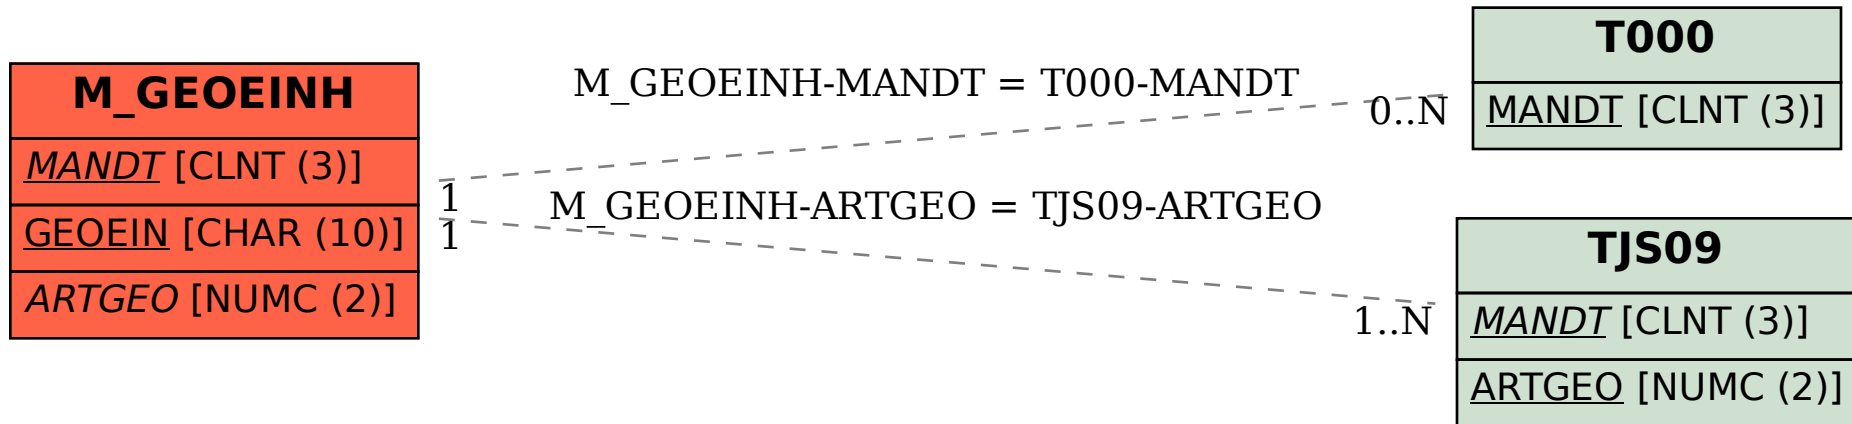 M_GEOEINH
MANDT [CLNT (3)]
GEOEIN [CHAR (10)]
ARTGEO [NUMC (2)]
M_GEOEINH-MANDT = T000-MANDT
1
0..N
M_GEOEINH-ARTGEO = TJS09-ARTGEO
1
1..N
T000
MANDT [CLNT (3)]
TJS09
MANDT [CLNT (3)]
ARTGEO [NUMC (2)]